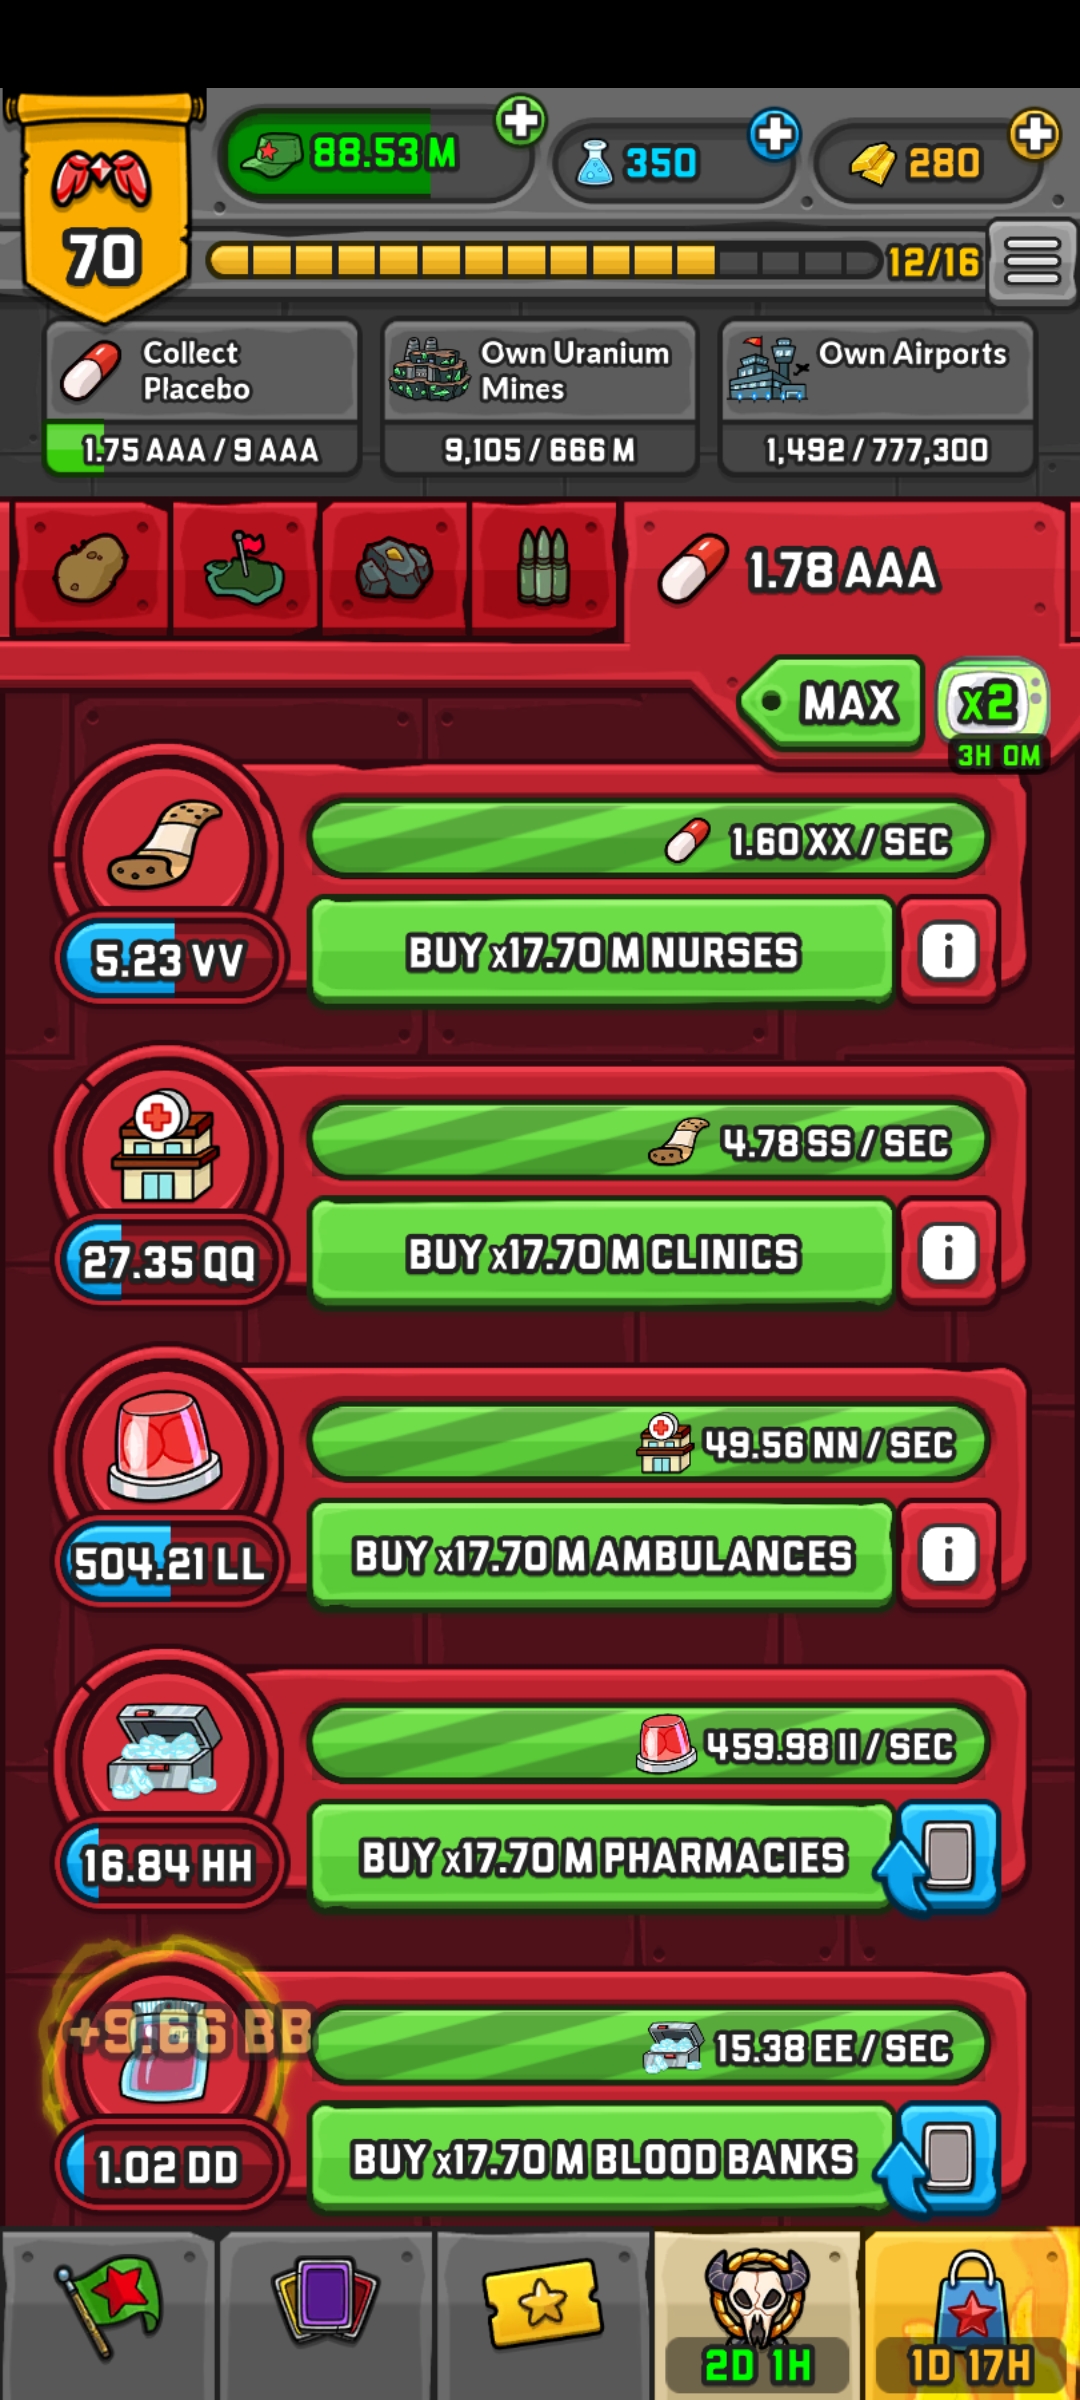 70
88.53 M
350
280
12/16
Collect
Placebo
1.75 AAA / 9 AAA
Own Uranium
Mines
9,105 / 666 M
Own Airports
1,492 / 777,300
1.78 AAA
MAX
x2
3H 0M
1.60 XX / SEC
5.23 VV
BUY x17.70 M NURSES
i
4.78 SS / SEC
27.35 QQ
BUY x17.70 M CLINICS
i
49.56 NN / SEC
504.21 LL
BUY x17.70 M AMBULANCES
i
459.98 II / SEC
16.84 HH
BUY x17.70 M PHARMACIES
+9.66 BB
15.38 EE / SEC
1.02 DD
BUY x17.70 M BLOOD BANKS
2D 1H
1D 17H